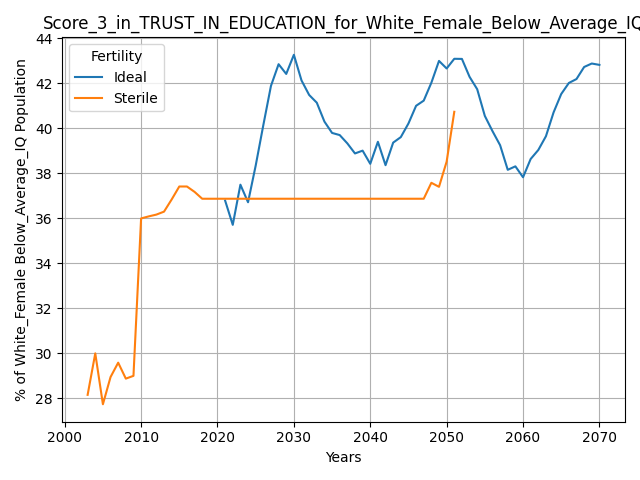 Score_3_in_TRUST_IN_EDUCATION_for_White_Female_Below_Average_IQ
% of White_Female Below_Average_IQ Population
44
42
40
38
36
34
32
30
28
Fertility
Ideal
Sterile
2000 2010 2020 2030 2040 2050 2060 2070
Years